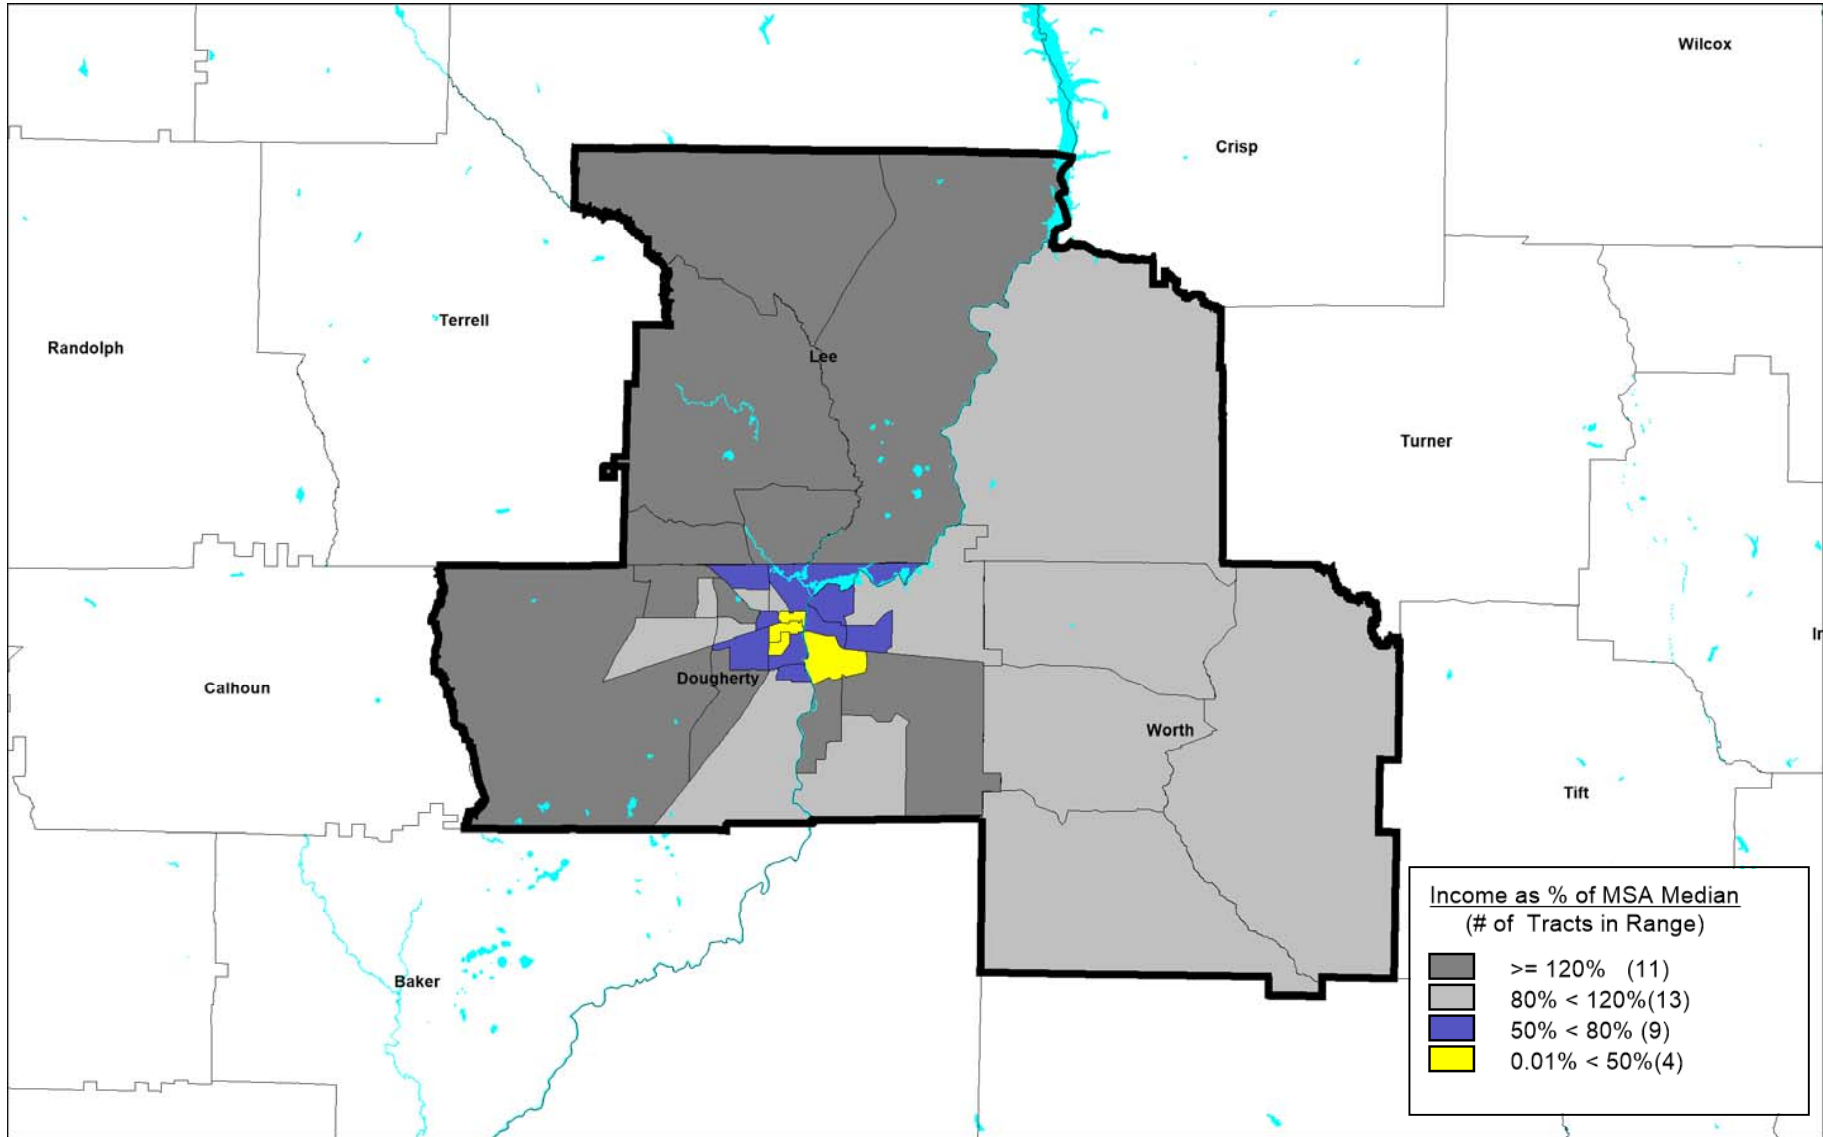 Wilcox
Crisp
Terrell
Randolph
Lee
Turner
Calhoun
Dougherty
Worth
Ir
Tift
Baker
Income as % of MSA Median
(# of Tracts in Range)
>= 120% (11)
80% < 120%(13)
50% < 80% (9)
0.01% < 50%(4)